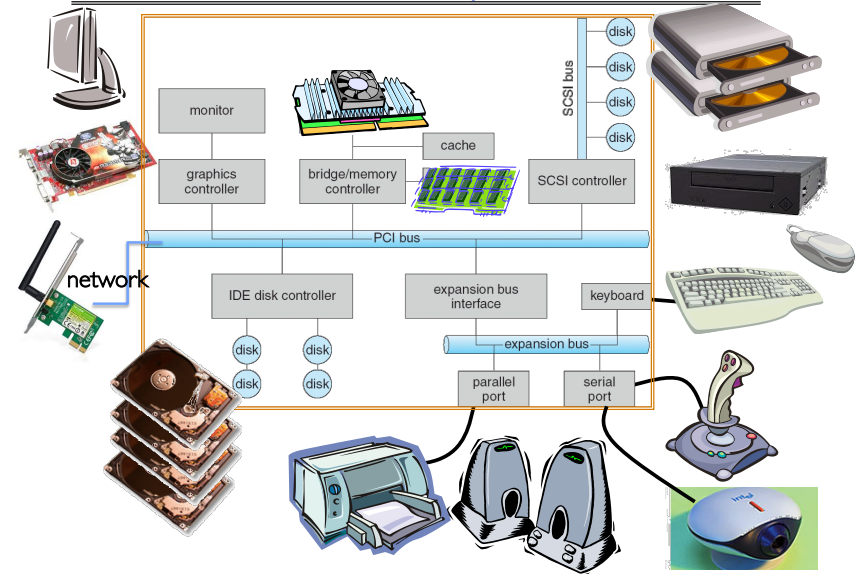 disk
disk
disk
disk
SCSI bus
monitor
cache
graphics
controller
bridge/memory
controller
SCSI controller
PCI bus
network
IDE disk controller
expansion bus
interface
keyboard
expansion bus
disk
disk
disk
disk
parallel
port
serial
port
intel